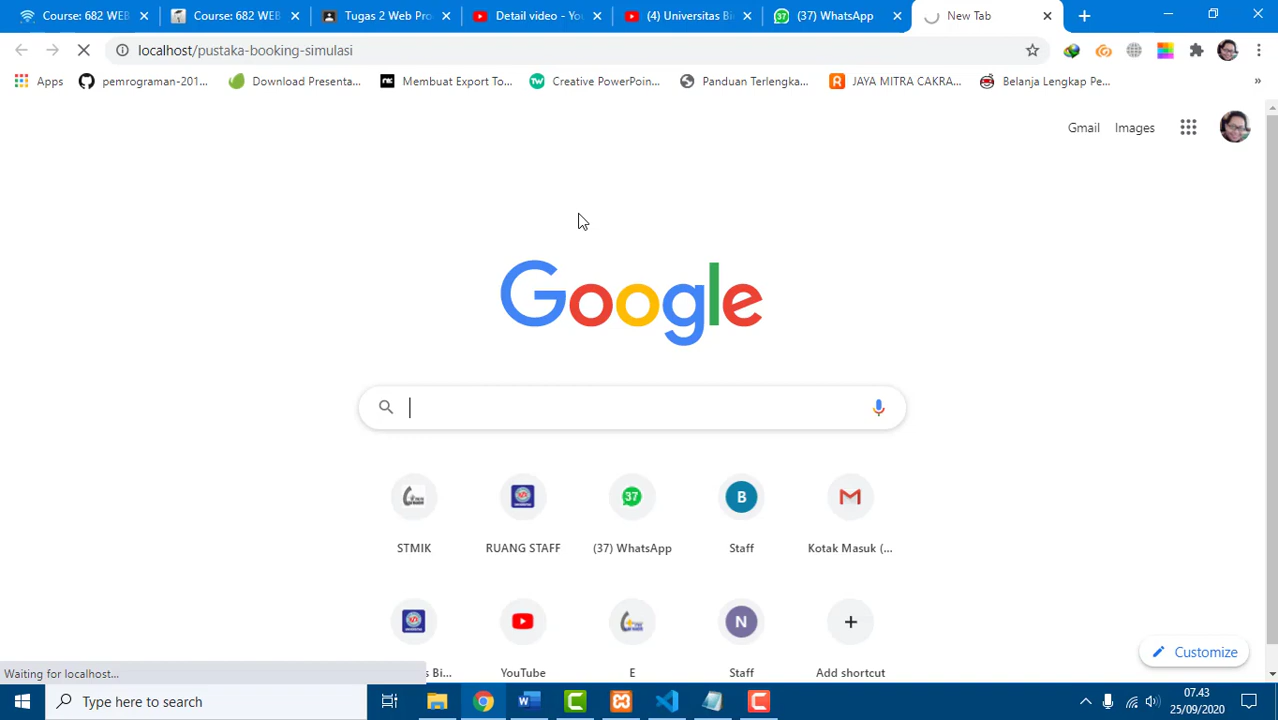 Course: 682 WEB
Course: 682 WEB
Tugas 2 Web Pro
Detail video - You
(4) Universitas Bi
(37) WhatsApp
New Tab
localhost/pustaka-booking-simulasi
Apps
pemrograman-201...
Download Presenta...
Membuat Export To...
Creative PowerPoin...
Panduan Terlengka...
JAYA MITRA CAKRA...
Belanja Lengkap Pe...
»
Gmail
Images
Google
37
B
STMIK
RUANG STAFF
(37) WhatsApp
Staff
Kotak Masuk (...
N
s Bi...
YouTube
E
Staff
Add shortcut
Customize
Waiting for localhost...
Type here to search
07.43
25/09/2020